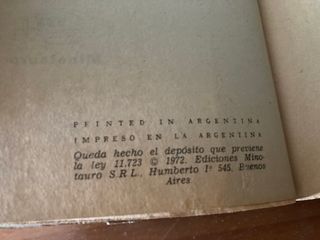 PRINTED IN ARGENTINA
IMPRESO EN LA ARGENTINA
Queda hecho el depósito que previene
la ley 11.723 © 1972. Ediciones Mino-
tauro S.R.L., Humberto Iº 545. Buenos
Aires.